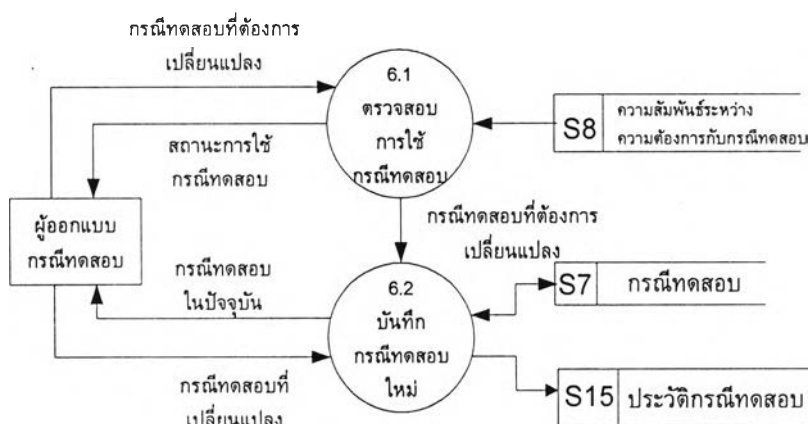 กรณีทดสอบที่ต้องการ
เปลี่ยนแปลง
6.1
ตรวจสอบ
การใช้
กรณีทดสอบ
S8
ความสัมพันธ์ระหว่าง
ความต้องการกับกรณีทดสอบ
สถานะการใช้
กรณีทดสอบ
ผู้ออกแบบ
กรณีทดสอบ
กรณีทดสอบที่ต้องการ
เปลี่ยนแปลง
กรณีทดสอบ
ในปัจจุบัน
6.2
บันทึก
กรณีทดสอบ
ใหม่
S7
กรณีทดสอบ
กรณีทดสอบที่
เปลี่ยนแปลง
S15
ประวัติกรณีทดสอบ